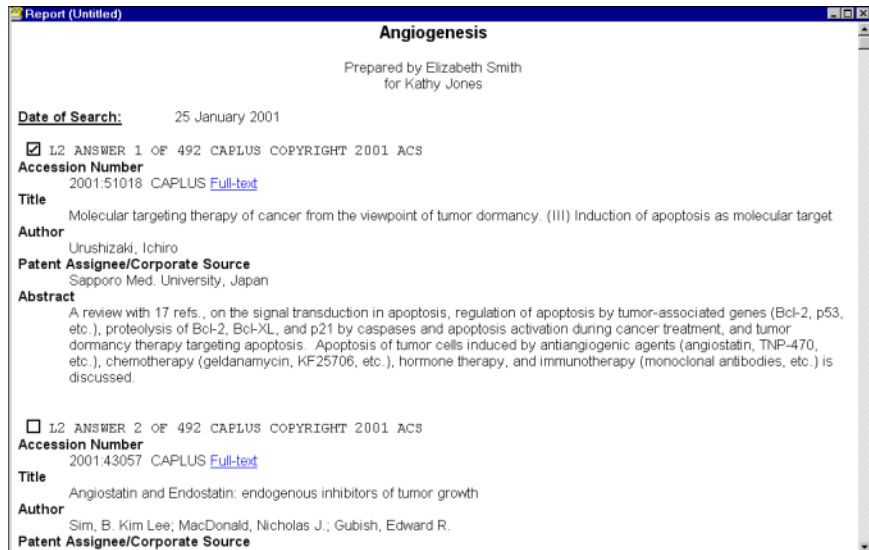 Report (Untitled)
Angiogenesis
Prepared by Elizabeth Smith
for Kathy Jones
Date of Search: 25 January 2001
L2 ANSWER 1 OF 492 CAPLUS COPYRIGHT 2001 ACS
Accession Number
2001:51018 CAPLUS Full-text
Title
Molecular targeting therapy of cancer from the viewpoint of tumor dormancy. (III) Induction of apoptosis as molecular target
Author
Urushizaki, Ichiro
Patent Assignee/Corporate Source
Sapporo Med. University, Japan
Abstract
A review with 17 refs., on the signal transduction in apoptosis, regulation of apoptosis by tumor-associated genes (Bcl-2, p53,
etc.), proteolysis of Bcl-2, Bcl-XL, and p21 by caspases and apoptosis activation during cancer treatment, and tumor
dormancy therapy targeting apoptosis. Apoptosis of tumor cells induced by antiangiogenic agents (angiostatin, TNP-470,
etc.), chemotherapy (geldanamycin, KF25706, etc.), hormone therapy, and immunotherapy (monoclonal antibodies, etc.) is
discussed.
L2 ANSWER 2 OF 492 CAPLUS COPYRIGHT 2001 ACS
Accession Number
2001:43057 CAPLUS Full-text
Title
Angiostatin and Endostatin: endogenous inhibitors of tumor growth
Author
Sim, B. Kim Lee; MacDonald, Nicholas J.; Gubish, Edward R.
Patent Assignee/Corporate Source